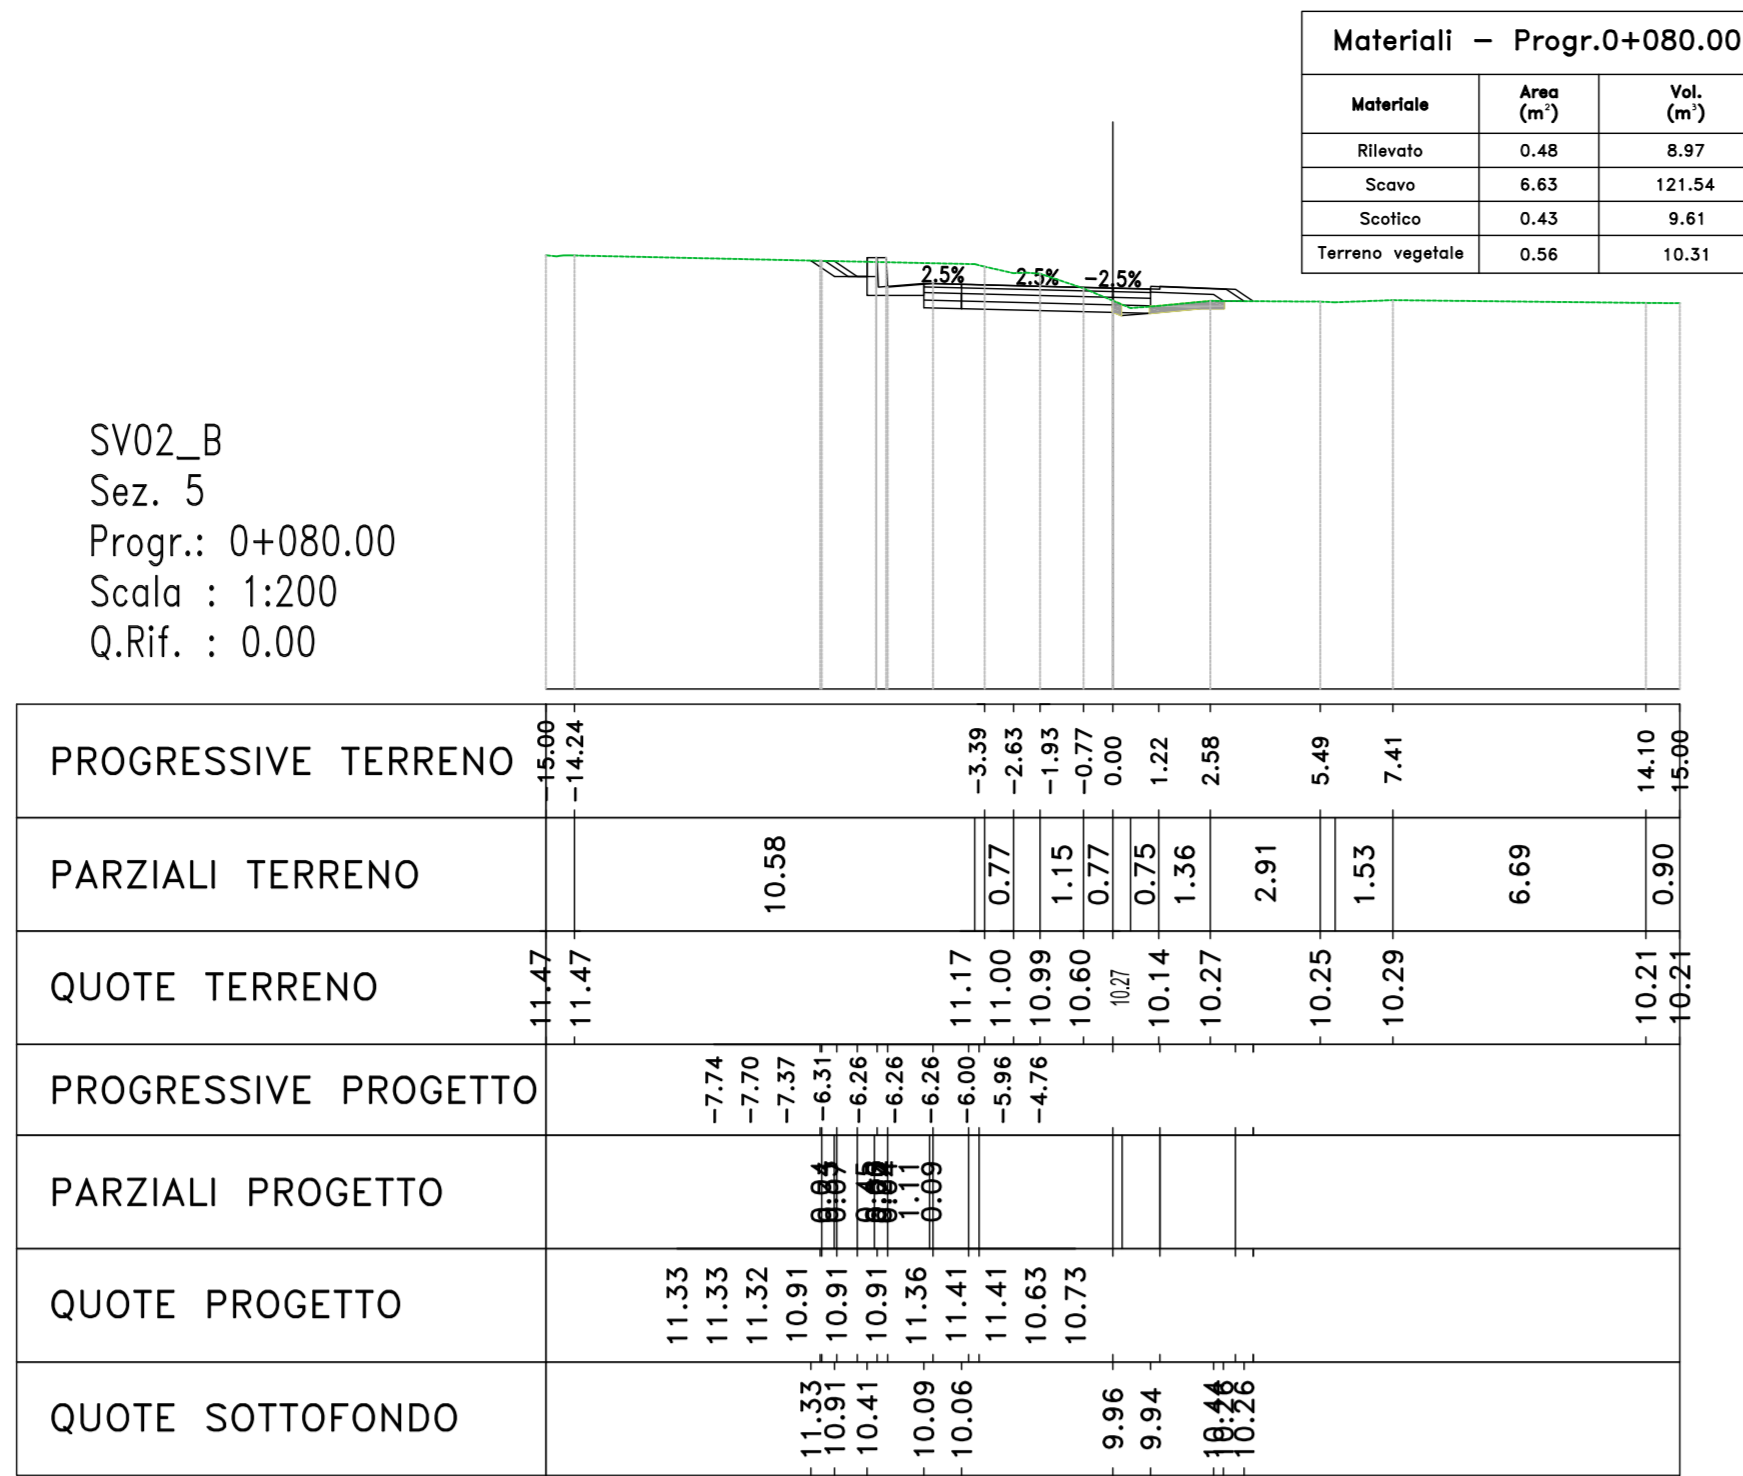 Materiali - Progr.0+080.00
Materiale Area (m²) Vol. (m³)
Rilevato 0.48 8.97
Scavo 6.63 121.54
Scotico 0.43 9.61
Terreno vegetale 0.56 10.31
2.5% 2.5% -2.5%
SV02_B
Sez. 5
Progr.: 0+080.00
Scala : 1:200
Q.Rif. : 0.00
PROGRESSIVE TERRENO -15.00 -14.24 -3.39 -2.63 -1.93 -0.77 0.00 1.22 2.58 5.49 7.41 14.10 15.00
PARZIALI TERRENO 10.58 0.77 1.15 0.77 0.75 1.36 2.91 1.53 6.69 0.90
QUOTE TERRENO 11.47 11.47 11.17 11.00 10.99 10.60 10.27 10.14 10.27 10.25 10.29 10.21 10.21
PROGRESSIVE PROGETTO -7.74 -7.70 -7.37 -6.31 -6.26 -6.26 -6.26 -6.00 -5.96 -4.76
PARZIALI PROGETTO 1.11 0.09
QUOTE PROGETTO 11.33 11.33 11.32 10.91 10.91 10.91 11.36 11.41 11.41 10.63 10.73
QUOTE SOTTOFONDO 11.33 10.91 10.41 10.09 10.06 9.96 9.94 10.44 10.26 10.26